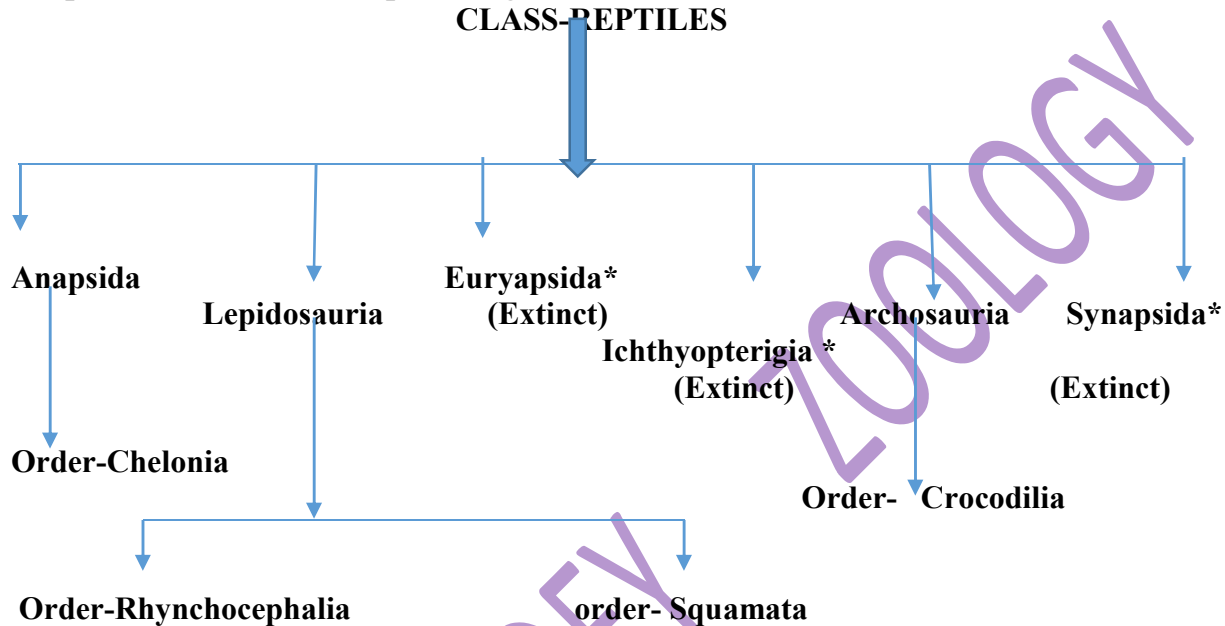 CLASS-REPTILES
Anapsida
Euryapsida*
Lepidosauria
(Extinct)
Archosauria
Synapsida*
Ichthyopterigia *
(Extinct)
(Extinct)
Order-Chelonia
Order- Crocodilia
Order-Rhynchocephalia
order- Squamata
ZOOLOGY